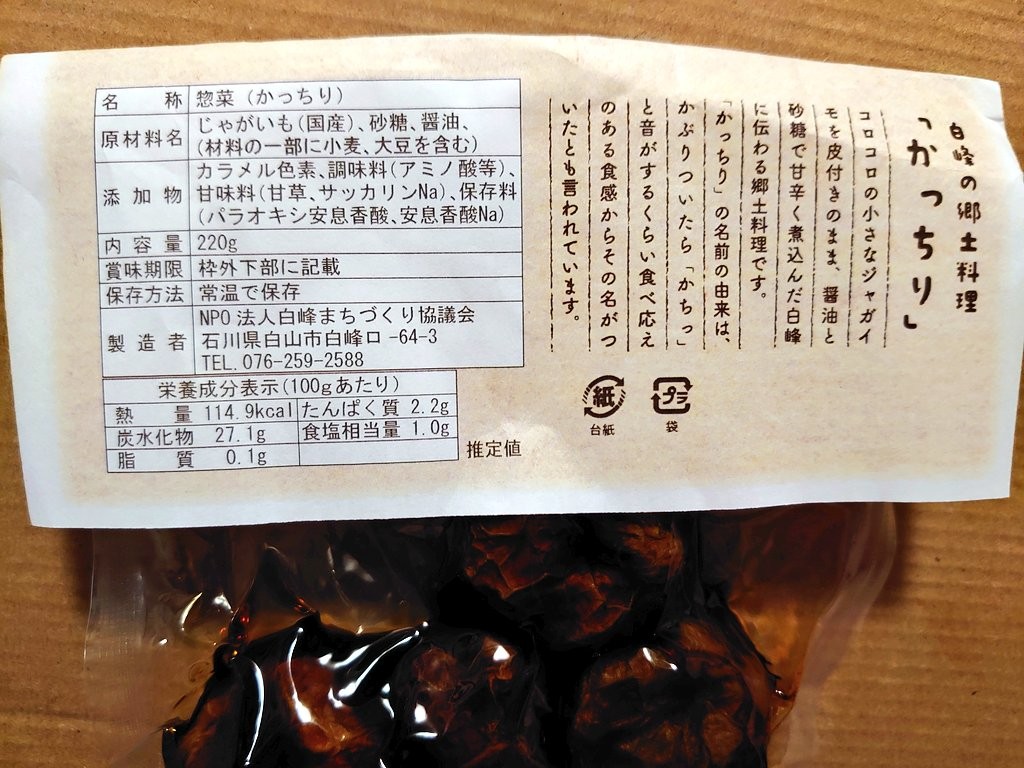 白峰の郷土料理
「かっちり」
コロコロの小さなジャガイ
モを皮付きのまま、醤油と
砂糖で甘辛く煮込んだ白峰
に伝わる郷土料理です。
「かっちり」の名前の由来は、
かぶりついたら「かちっ」
と音がするくらい食べ応え
のある食感からその名がつ
いたとも言われています。
名 称 惣菜(かっちり)
原材料名 じゃがいも(国産)、砂糖、醤油、
(材料の一部に小麦、大豆を含む)
添加物 カラメル色素、調味料(アミノ酸等)、
甘味料(甘草、サッカリンNa)、保存料
(パラオキシ安息香酸、安息香酸Na)
内容量 220g
賞味期限 枠外下部に記載
保存方法 常温で保存
製造者 NPO法人白峰まちづくり協議会
石川県白山市白峰ロ-64-3
TEL.076-259-2588
栄養成分表示(100gあたり)
熱 量 114.9kcal たんぱく質 2.2g
炭水化物 27.1g 食塩相当量 1.0g
脂 質 0.1g
推定値
紙
台紙
プラ
袋